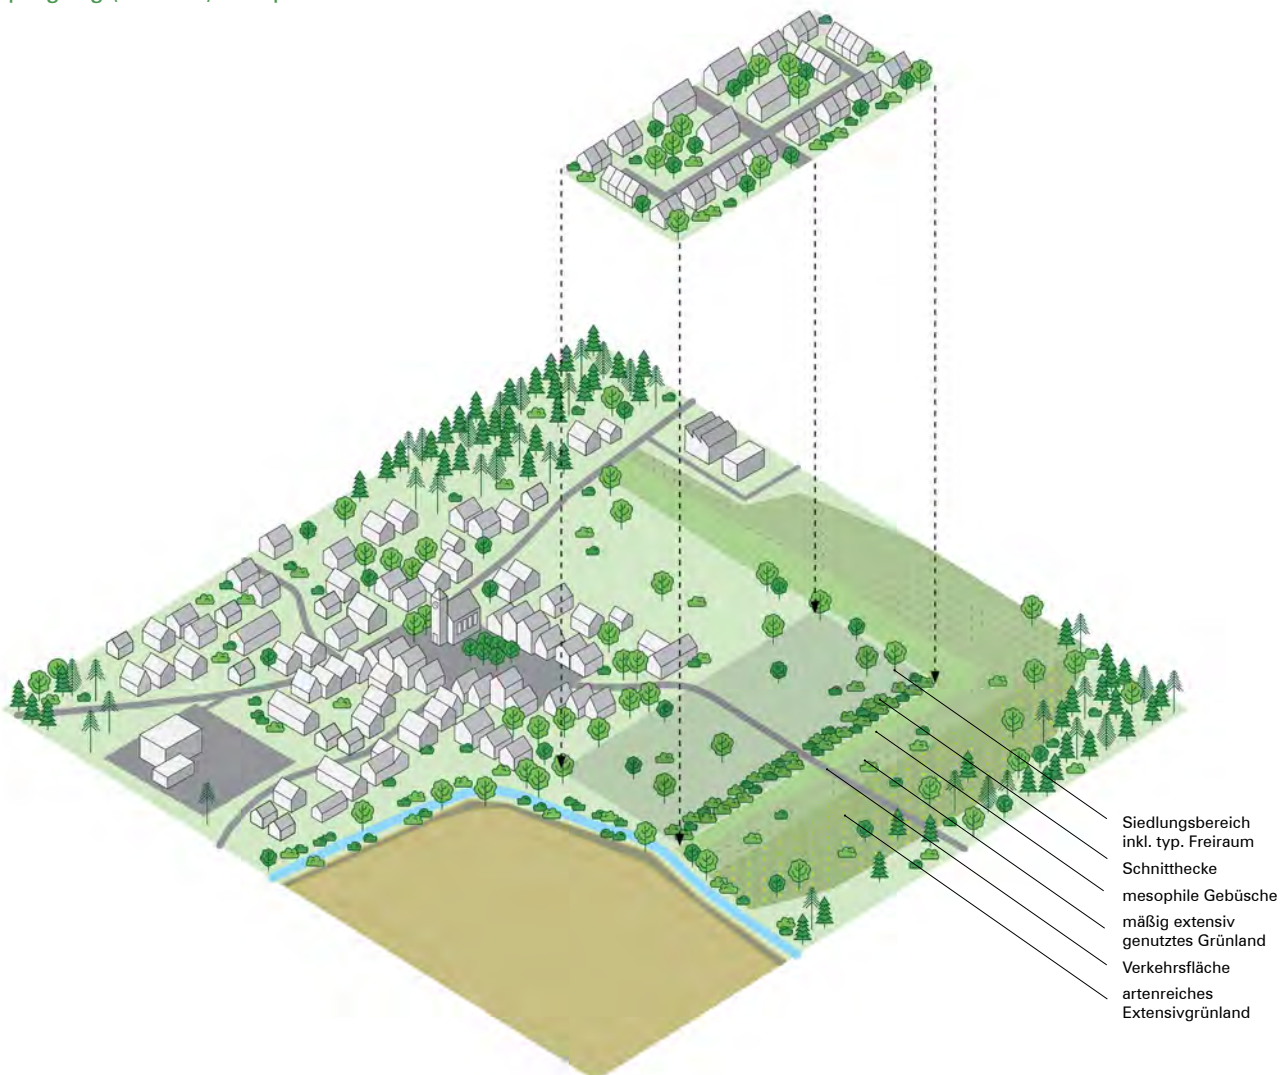 Siedlungsbereich
inkl. typ. Freiraum
Schnitthecke
mesophile Gebüsche
mäßig extensiv
genutztes Grünland
Verkehrsfläche
artenreiches
Extensivgrünland